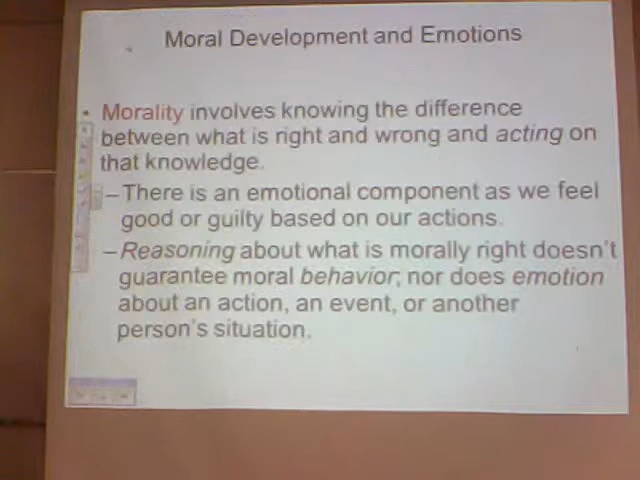 Moral Development and Emotions
• Morality involves knowing the difference
between what is right and wrong and acting on
that knowledge.
– There is an emotional component as we feel
good or guilty based on our actions.
– Reasoning about what is morally right doesn't
guarantee moral behavior; nor does emotion
about an action, an event, or another
person's situation.